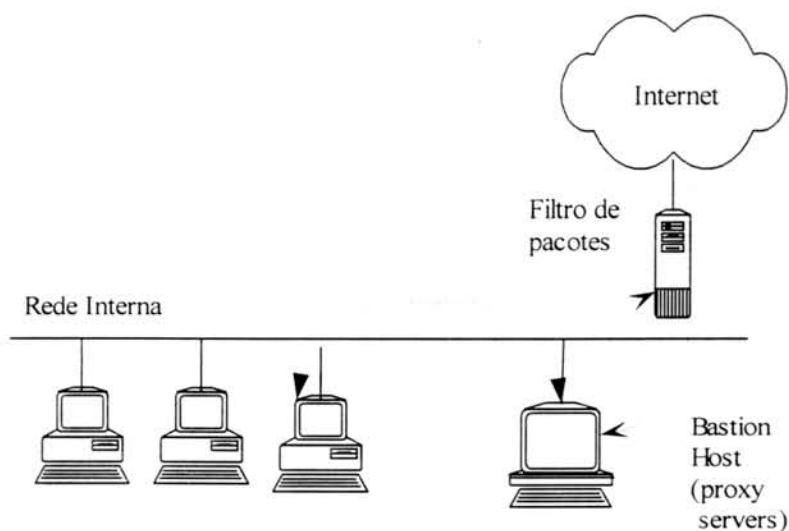 Internet
Filtro de
pacotes
Rede Interna
Bastion
Host
(proxy
servers)